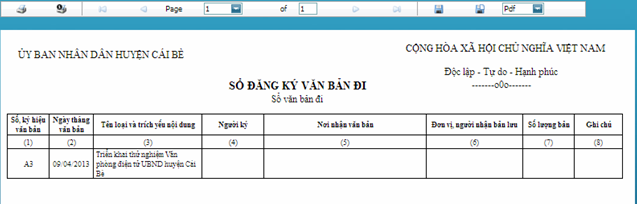 Page 1 of 1 Pdf
ỦY BAN NHÂN DÂN HUYỆN CÁI BÈ
CỘNG HÒA XÃ HỘI CHỦ NGHĨA VIỆT NAM
Độc lập - Tự do - Hạnh phúc
-------o0o-------
SỔ ĐĂNG KÝ VĂN BẢN ĐI
Sổ văn bản đi
Số, ký hiệu văn bản Ngày tháng văn bản Tên loại và trích yếu nội dung Người ký Nơi nhận văn bản Đơn vị, người nhận bản lưu Số lượng bản Ghi chú
(1) (2) (3) (4) (5) (6) (7) (8)
A3 09/04/2013 Triển khai thử nghiệm Văn
phòng điện tử UBND huyện Cái
Bè